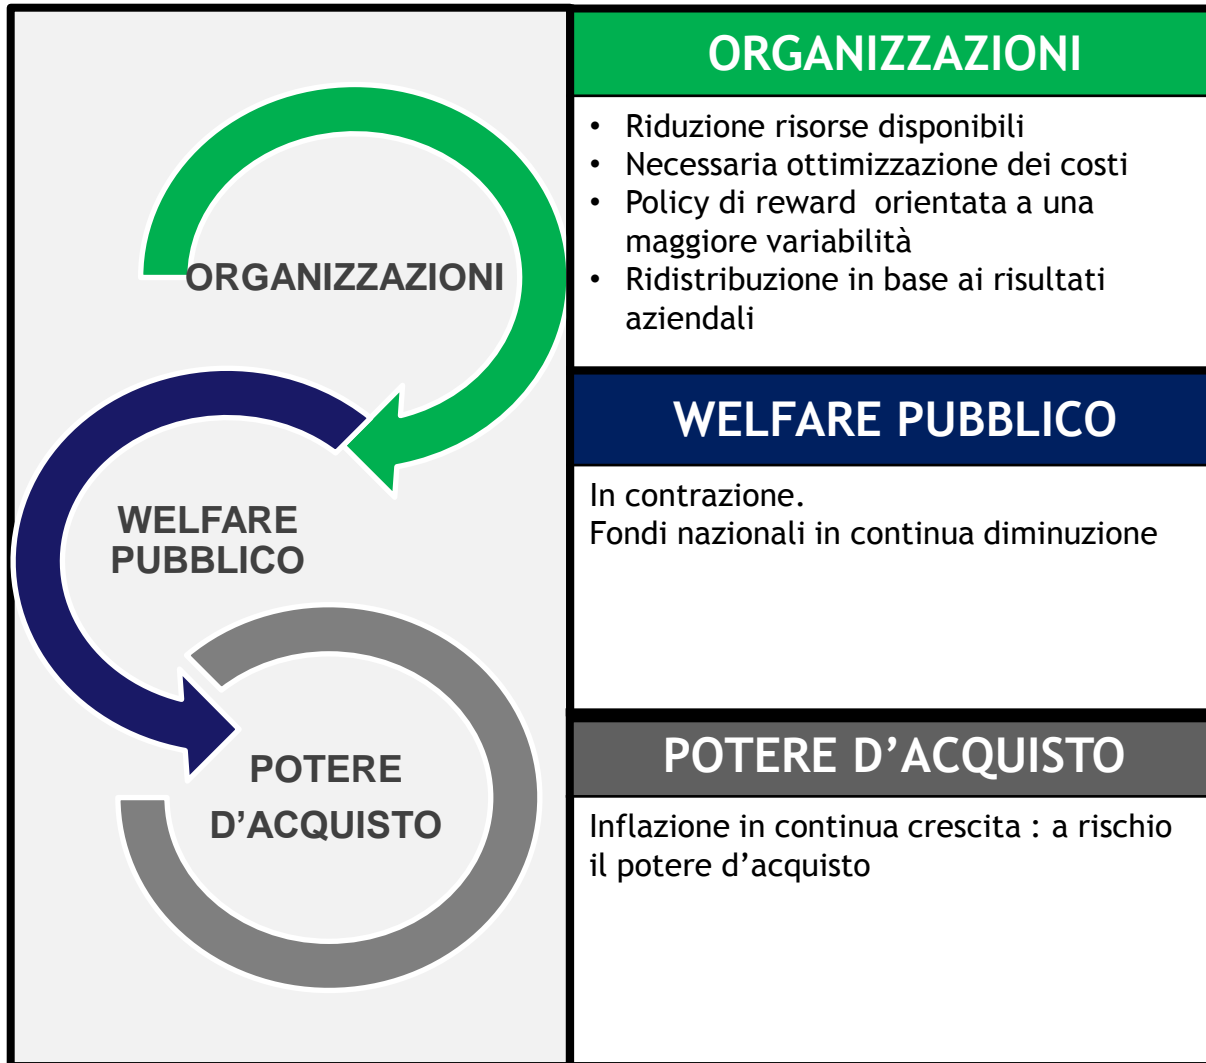 ORGANIZZAZIONI
WELFARE
PUBBLICO
POTERE
D’ACQUISTO
ORGANIZZAZIONI
• Riduzione risorse disponibili
• Necessaria ottimizzazione dei costi
• Policy di reward orientata a una
maggiore variabilità
• Ridistribuzione in base ai risultati
aziendali
WELFARE PUBBLICO
In contrazione.
Fondi nazionali in continua diminuzione
POTERE D’ACQUISTO
Inflazione in continua crescita : a rischio
il potere d’acquisto